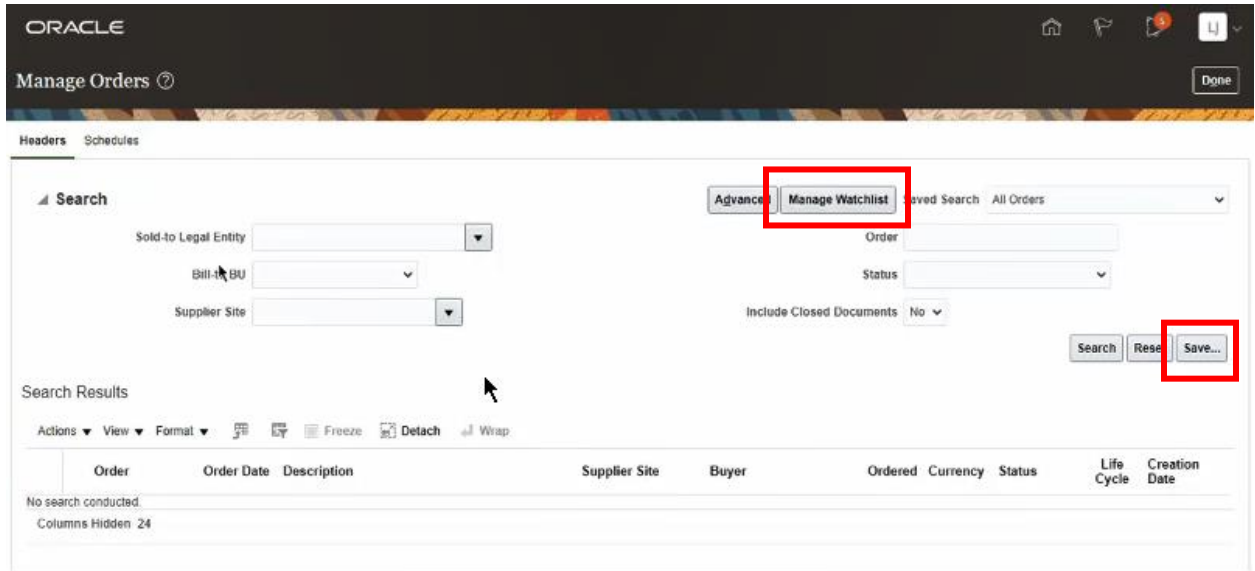 ORACLE
5
LJ
Manage Orders
Done
Headers Schedules
Search
Advanced Manage Watchlist Saved Search All Orders
Sold-to Legal Entity
Order
Bill-to BU
Status
Supplier Site
Include Closed Documents No
Search Reset Save...
Search Results
Actions View Format Freeze Detach Wrap
Order Order Date Description Supplier Site Buyer Ordered Currency Status Life Cycle Creation Date
No search conducted.
Columns Hidden 24